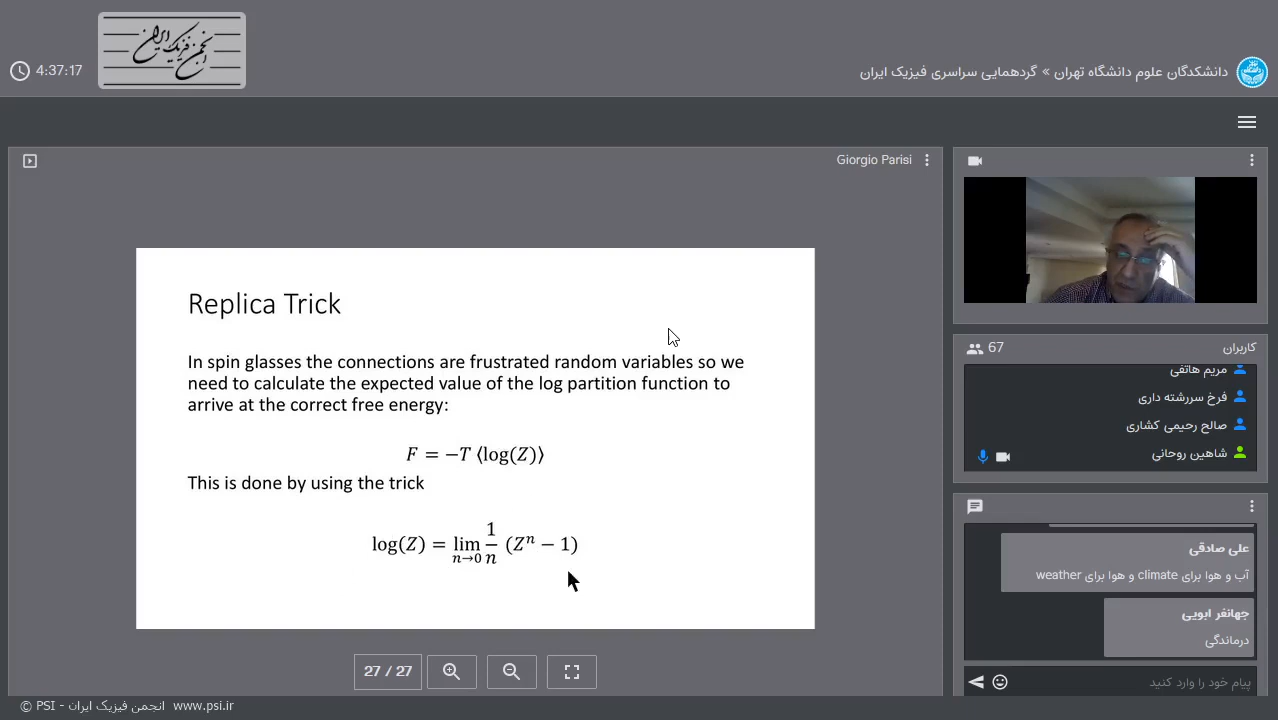 انجمن فیزیک ایران
4:37:17
دانشکدگان علوم دانشگاه تهران » گردهمایی سراسری فیزیک ایران
Giorgio Parisi
Replica Trick
In spin glasses the connections are frustrated random variables so we
need to calculate the expected value of the log partition function to
arrive at the correct free energy:
F = −T ⟨log(Z)⟩
This is done by using the trick
log(Z) = lim n→0 1/n (Zⁿ − 1)
27 / 27
67
کاربران
مریم هاتفی
فرخ سررشته داری
صالح رحیمی کشاری
شاهین روحانی
علی صادقی
آب و هوا برای climate و هوا برای weather
جهانفر ابویی
درماندگی
پیام خود را وارد کنید
© PSI - انجمن فیزیک ایران www.psi.ir